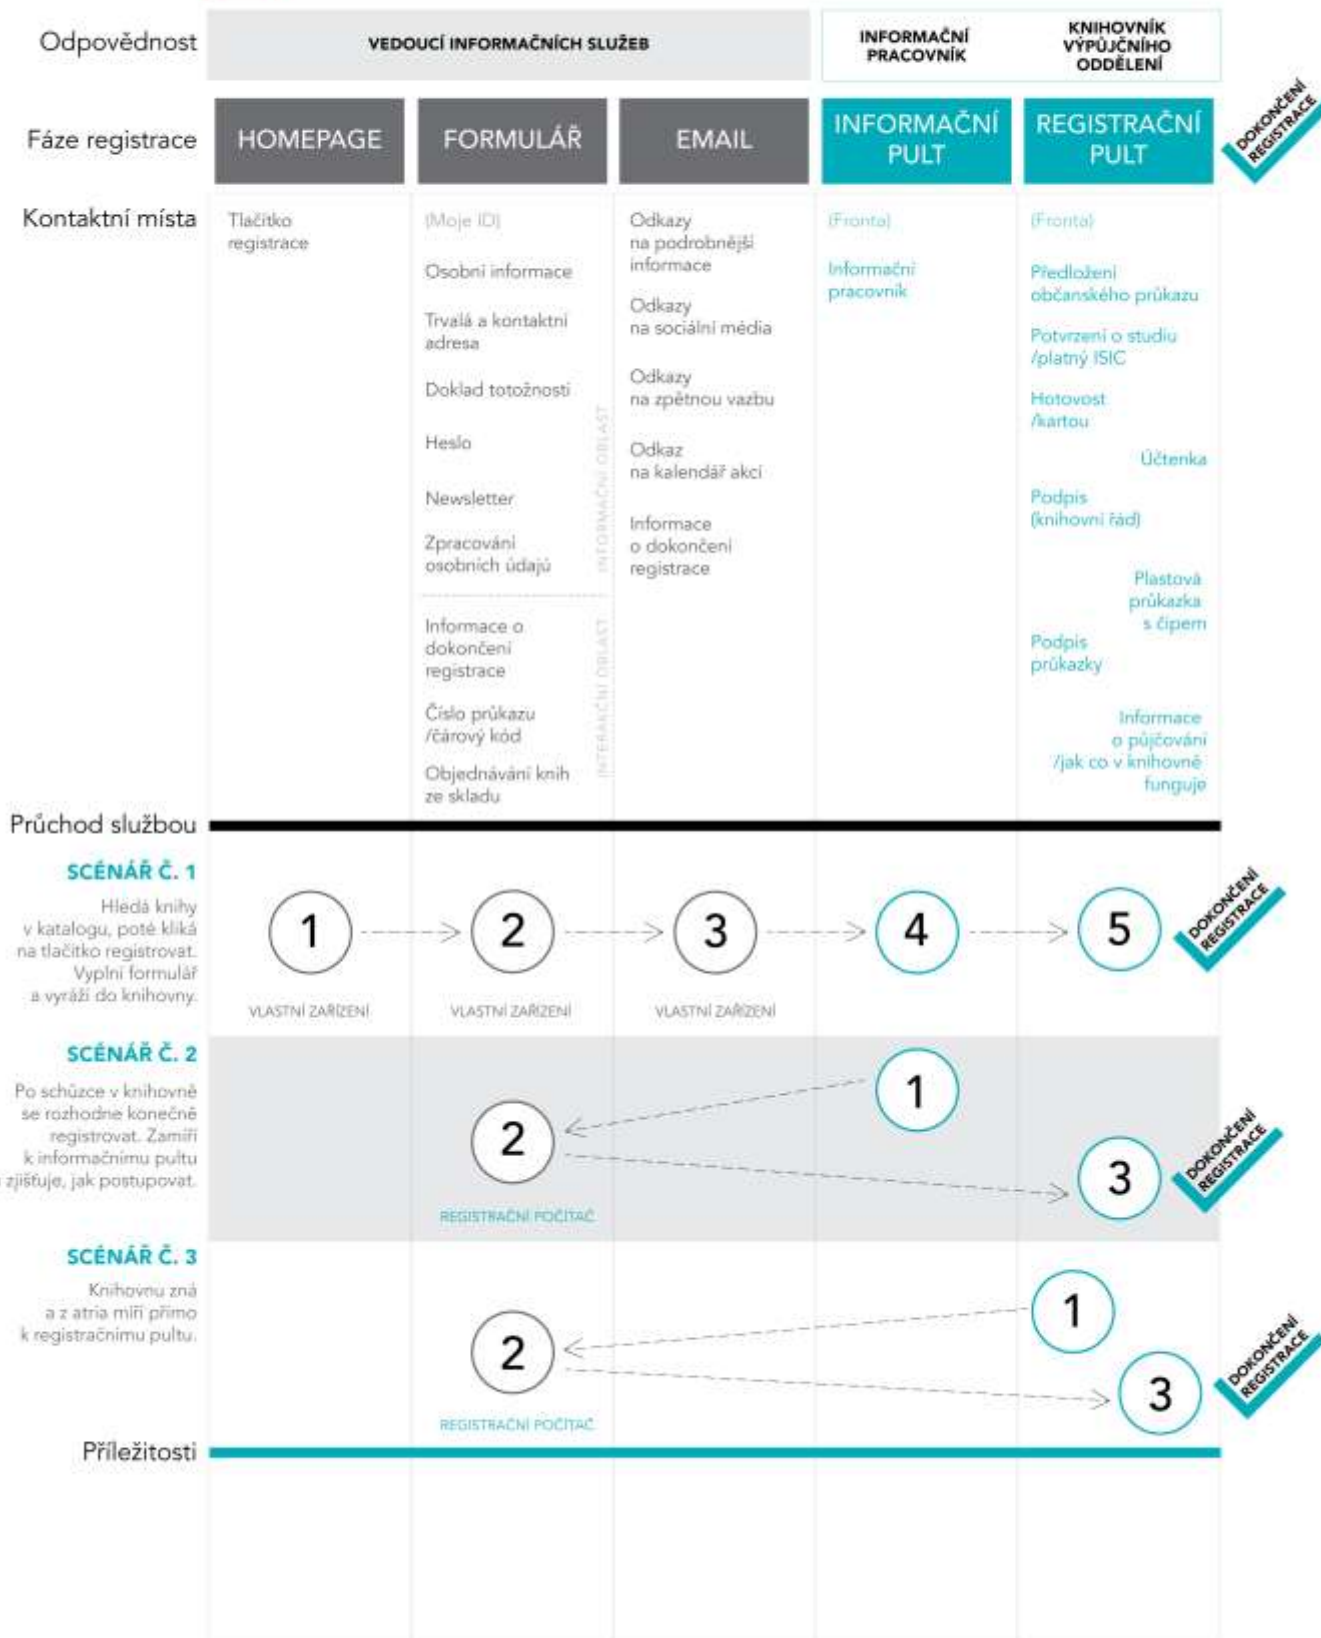 Odpovědnost
VEDOUCÍ INFORMAČNÍCH SLUŽEB
INFORMAČNÍ
PRACOVNÍK
KNIHOVNÍK
VÝPŮJČNÍHO
ODDĚLENÍ
Fáze registrace
HOMEPAGE
FORMULÁŘ
EMAIL
INFORMAČNÍ
PULT
REGISTRAČNÍ
PULT
DOKONČENÍ
REGISTRACE
Kontaktní místa
Tlačítko
registrace
(Moje ID)
Osobní informace
Trvalá a kontaktní
adresa
Doklad totožnosti
Heslo
Newsletter
Zpracování
osobních údajů
INFORMAČNÍ OBLAST
Informace o
dokončení
registrace
Číslo průkazu
/čárový kód
Objednávání knih
ze skladu
INTERAKČNÍ OBLAST
Odkazy
na podrobnější
informace
Odkazy
na sociální média
Odkazy
na zpětnou vazbu
Odkaz
na kalendář akcí
Informace
o dokončení
registrace
(Fronta)
Informační
pracovník
(Fronta)
Předložení
občanského průkazu
Potvrzení o studiu
/platný ISIC
Hotovost
/kartou
Účtenka
Podpis
(knihovní řád)
Plastová
průkazka
s čipem
Podpis
průkazky
Informace
o půjčování
/jak co v knihovně
funguje
Průchod službou
SCÉNÁŘ Č. 1
Hledá knihy
v katalogu, poté kliká
na tlačítko registrovat.
Vyplní formulář
a vyráží do knihovny.
1
2
3
4
5
DOKONČENÍ
REGISTRACE
VLASTNÍ ZAŘÍZENÍ
VLASTNÍ ZAŘÍZENÍ
VLASTNÍ ZAŘÍZENÍ
SCÉNÁŘ Č. 2
Po schůzce v knihovně
se rozhodne konečně
registrovat. Zamíří
k informačnímu pultu
zjišťuje, jak postupovat.
1
2
3
DOKONČENÍ
REGISTRACE
REGISTRAČNÍ POČÍTAČ
SCÉNÁŘ Č. 3
Knihovnu zná
a z atria míří přímo
k registračnímu pultu.
1
2
3
DOKONČENÍ
REGISTRACE
REGISTRAČNÍ POČÍTAČ
Příležitosti